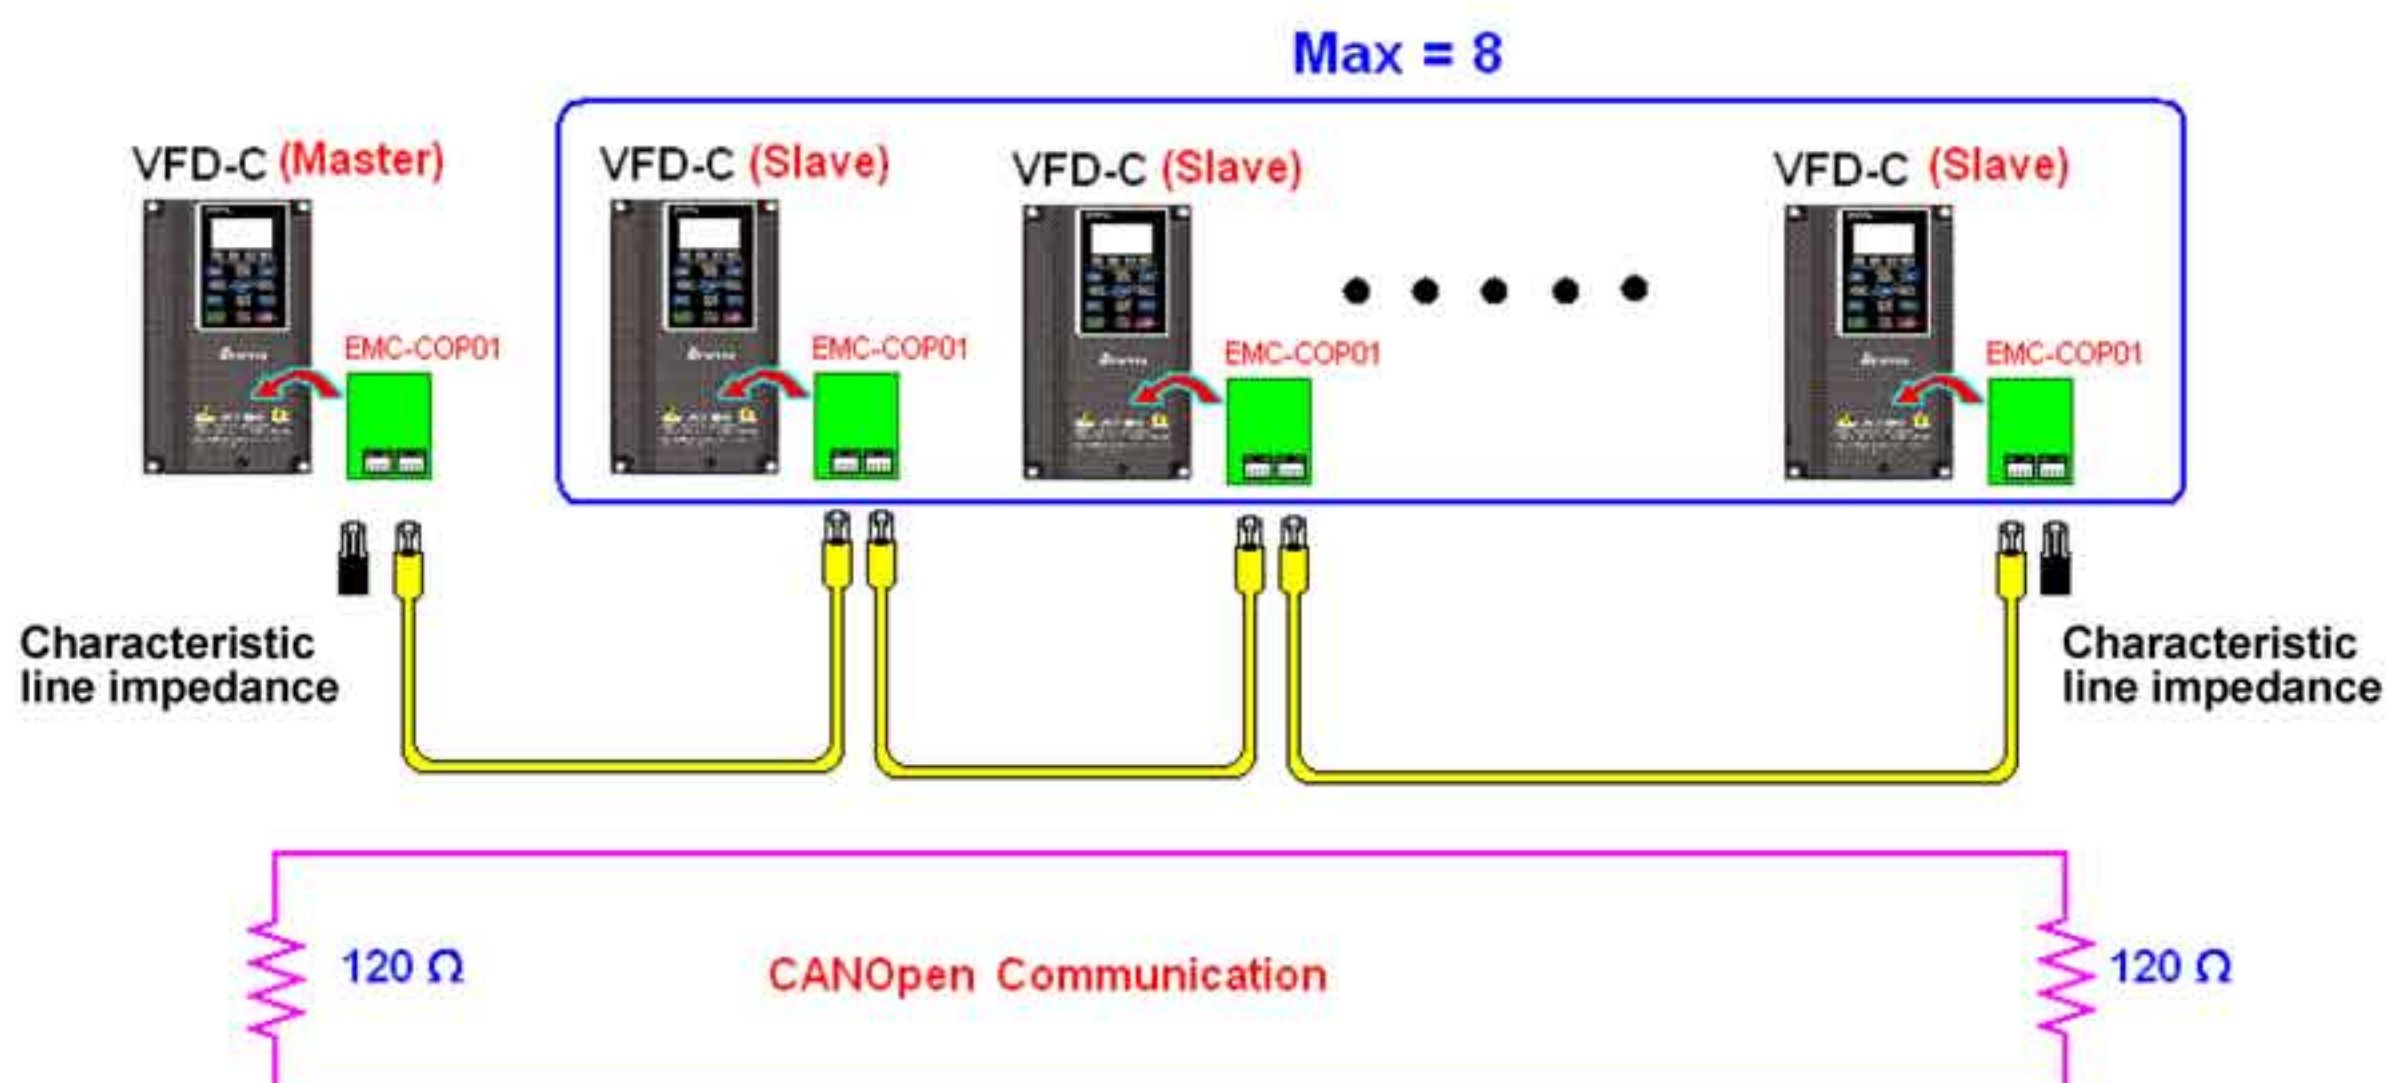 Max = 8
VFD-C (Master)
VFD-C (Slave)
VFD-C (Slave)
VFD-C (Slave)
EMC-COP01
EMC-COP01
EMC-COP01
EMC-COP01
Characteristic
line impedance
Characteristic
line impedance
120 Ω
CANOpen Communication
120 Ω